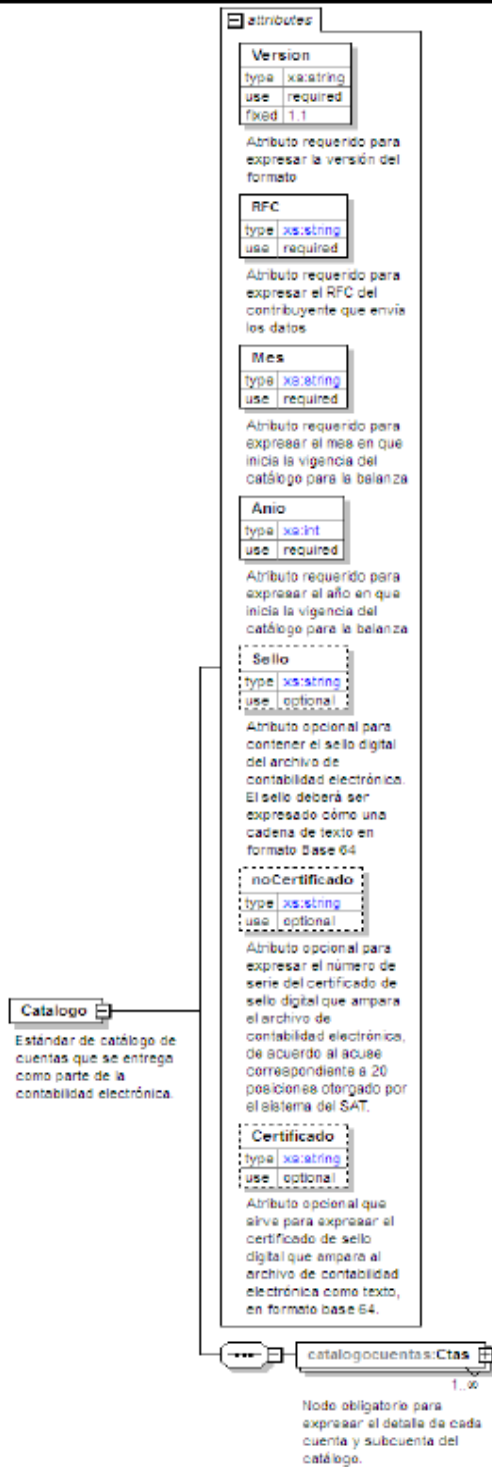 attributes
Version
type xs:string
use required
fixed 1.1
Atributo requerido para
expresar la versión del
formato
RFC
type xs:string
use required
Atributo requerido para
expresar el RFC del
contribuyente que envía
los datos
Mes
type xs:string
use required
Atributo requerido para
expresar el mes en que
inicia la vigencia del
catálogo para la balanza
Anio
type xs:int
use required
Atributo requerido para
expresar el año en que
inicia la vigencia del
catálogo para la balanza
Sello
type xs:string
use optional
Atributo opcional para
contener el sello digital
del archivo de
contabilidad electrónica.
El sello deberá ser
expresado cómo una
cadena de texto en
formato Base 64
noCertificado
type xs:string
use optional
Atributo opcional para
expresar el número de
serie del certificado de
sello digital que ampara
el archivo de
contabilidad electrónica,
de acuerdo al acuse
correspondiente a 20
posiciones otorgado por
el sistema del SAT.
Certificado
type xs:string
use optional
Atributo opcional que
sirve para expresar el
certificado de sello
digital que ampara al
archivo de contabilidad
electrónica como texto,
en formato base 64.
Catalogo
Estándar de catálogo de
cuentas que se entrega
como parte de la
contabilidad electrónica.
catalogocuentas:Ctas
1..∞
Nodo obligatorio para
expresar el detalle de cada
cuenta y subcuenta del
catálogo.